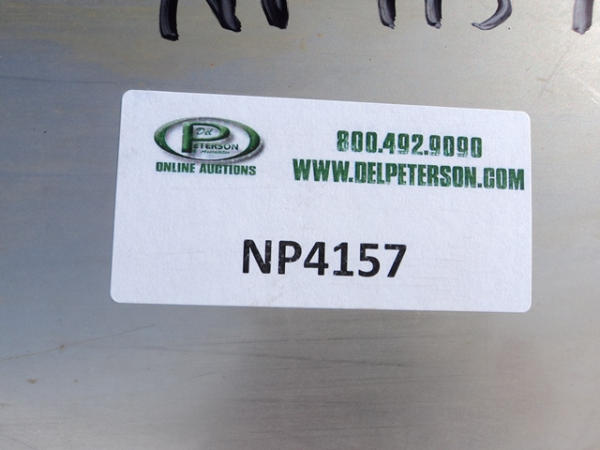 Del
PETERSON
ONLINE AUCTIONS
800.492.9090
WWW.DELPETERSON.COM
NP4157